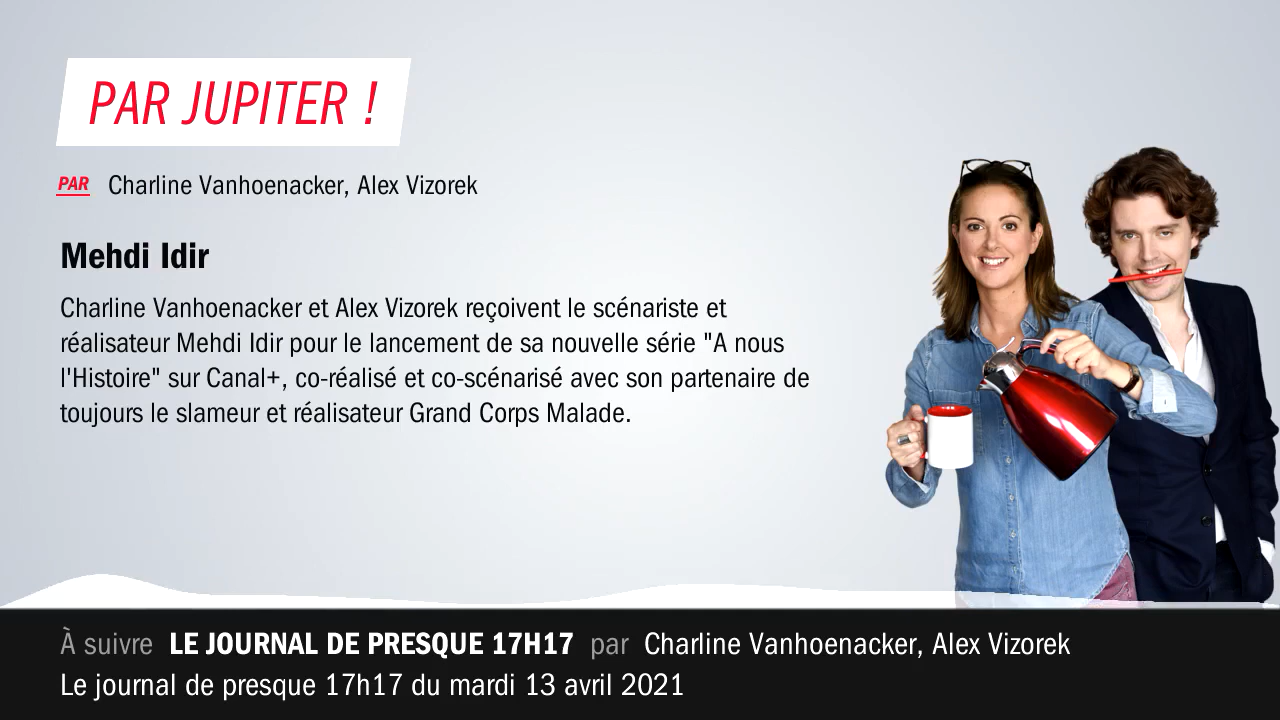 PAR JUPITER !
PAR Charline Vanhoenacker, Alex Vizorek
Mehdi Idir
Charline Vanhoenacker et Alex Vizorek reçoivent le scénariste et
réalisateur Mehdi Idir pour le lancement de sa nouvelle série "A nous
l'Histoire" sur Canal+, co-réalisé et co-scénarisé avec son partenaire de
toujours le slameur et réalisateur Grand Corps Malade.
À suivre LE JOURNAL DE PRESQUE 17H17 par Charline Vanhoenacker, Alex Vizorek
Le journal de presque 17h17 du mardi 13 avril 2021